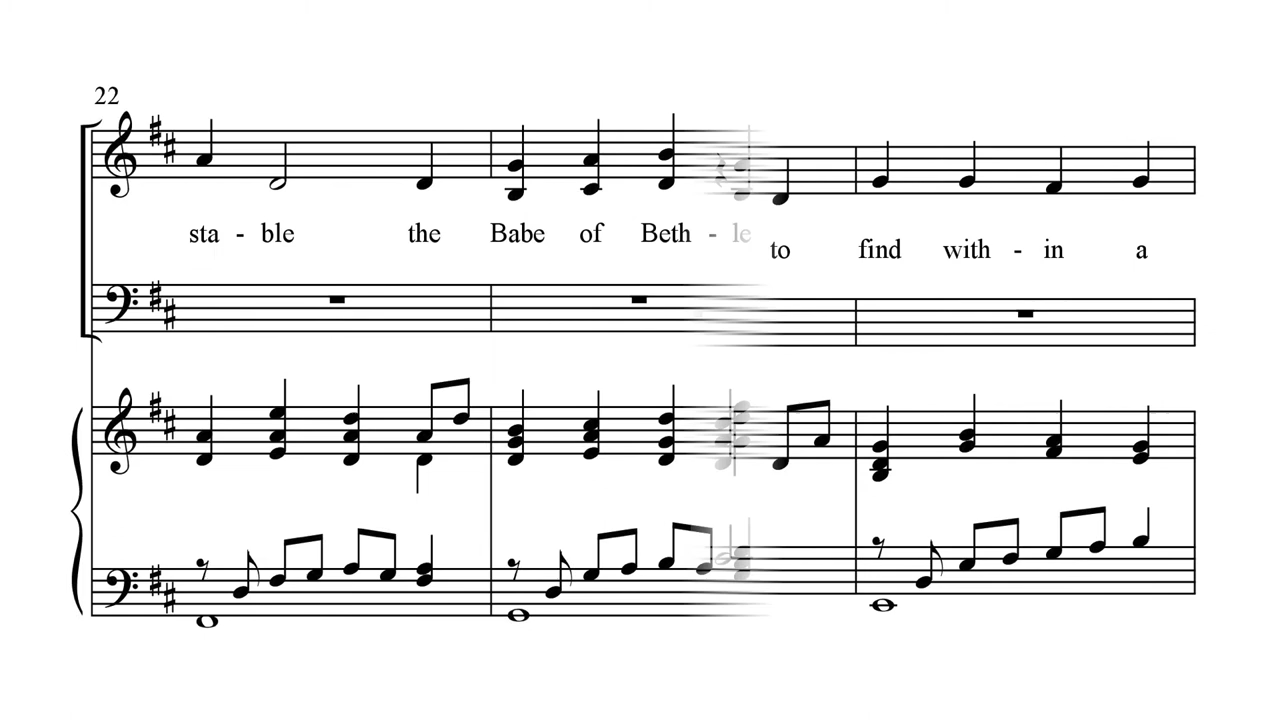 22
sta - ble the Babe of Beth - le
to find with - in a